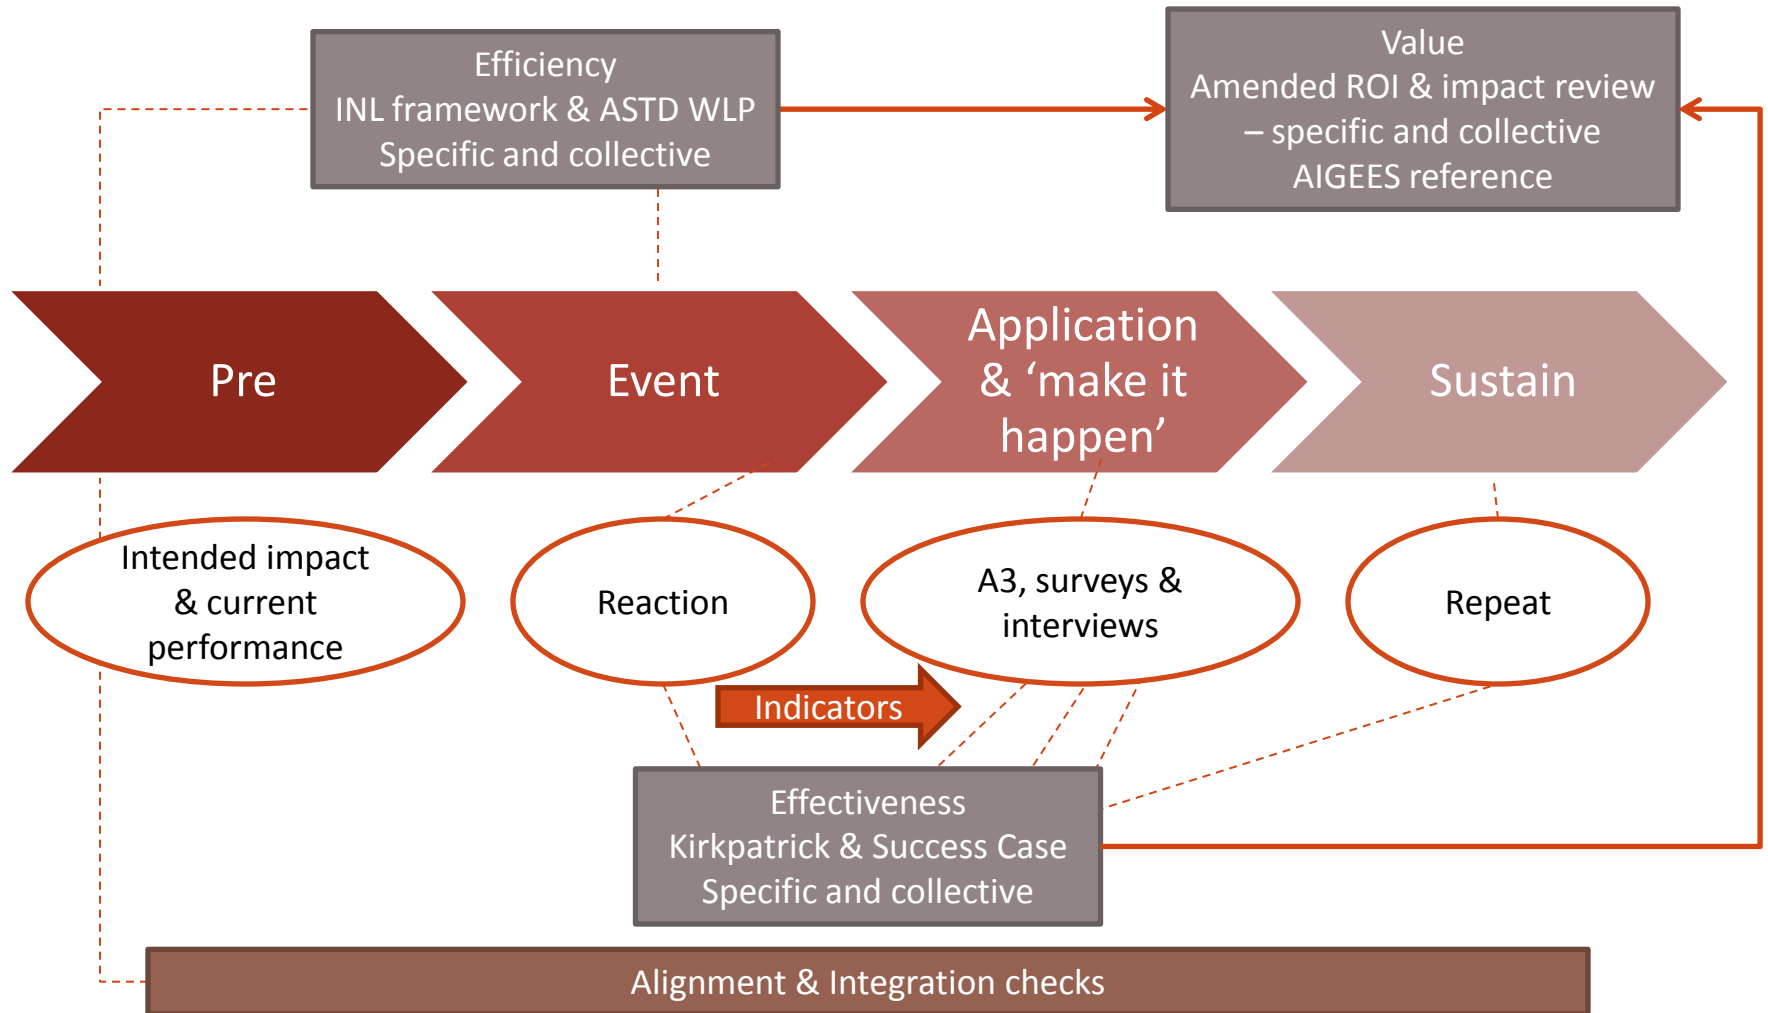 Efficiency
INL framework & ASTD WLP
Specific and collective
Value
Amended ROI & impact review
– specific and collective
AIGEES reference
Pre
Event
Application
& ‘make it
happen’
Sustain
Intended impact
& current
performance
Reaction
A3, surveys &
interviews
Repeat
Indicators
Effectiveness
Kirkpatrick & Success Case
Specific and collective
Alignment & Integration checks